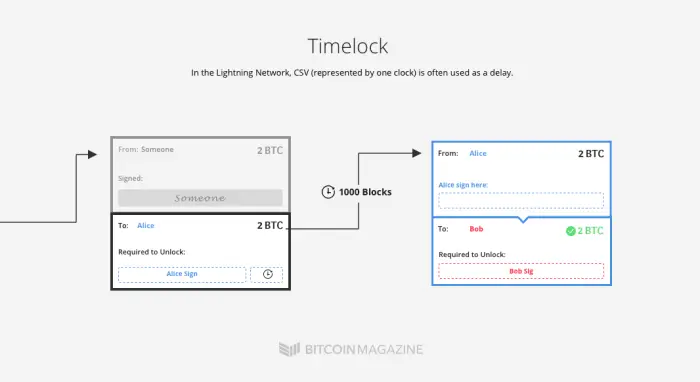 Timelock
In the Lightning Network, CSV (represented by one clock) is often used as a delay.
From: Someone 2 BTC
Signed:
Someone
To: Alice 2 BTC
Required to Unlock:
Alice Sign
1000 Blocks
From: Alice 2 BTC
Alice sign here:
To: Bob 2 BTC
Required to Unlock:
Bob Sig
BITCOIN MAGAZINE